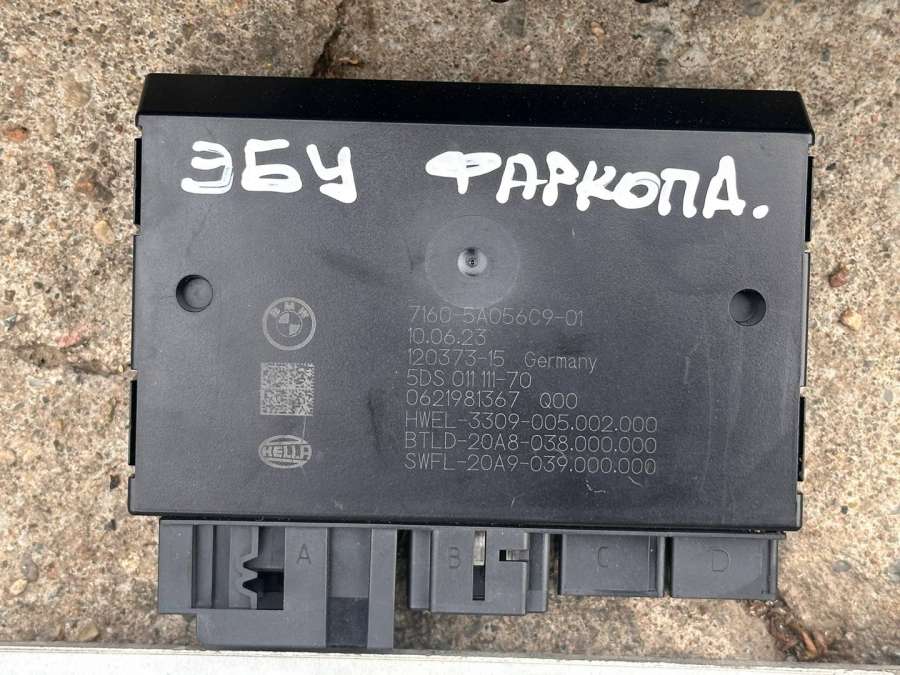 ЭБУ ФАРКОПА.
BMW
7160-5A056C9-01
10.06.23
120373-15 Germany
5DS 011 111-70
0621981367 Q00
HWEL-3309-005.002.000
BTLD-20A8-038.000.000
HELLA
SWFL-20A9-039.000.000
A
B
C
D